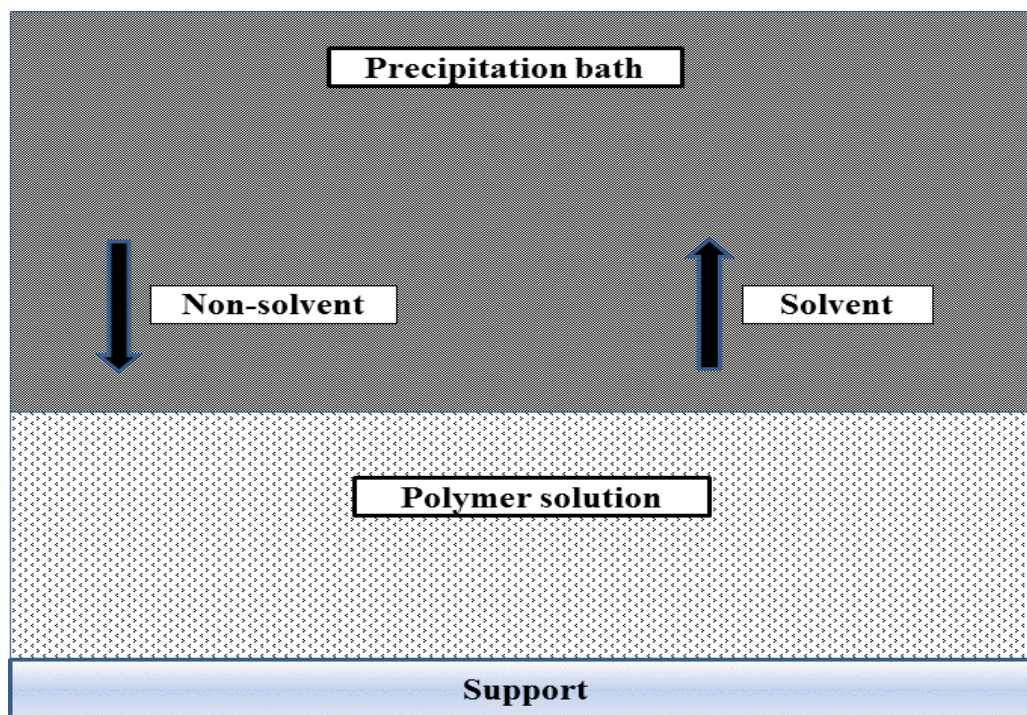 Precipitation bath
Non-solvent
Solvent
Polymer solution
Support